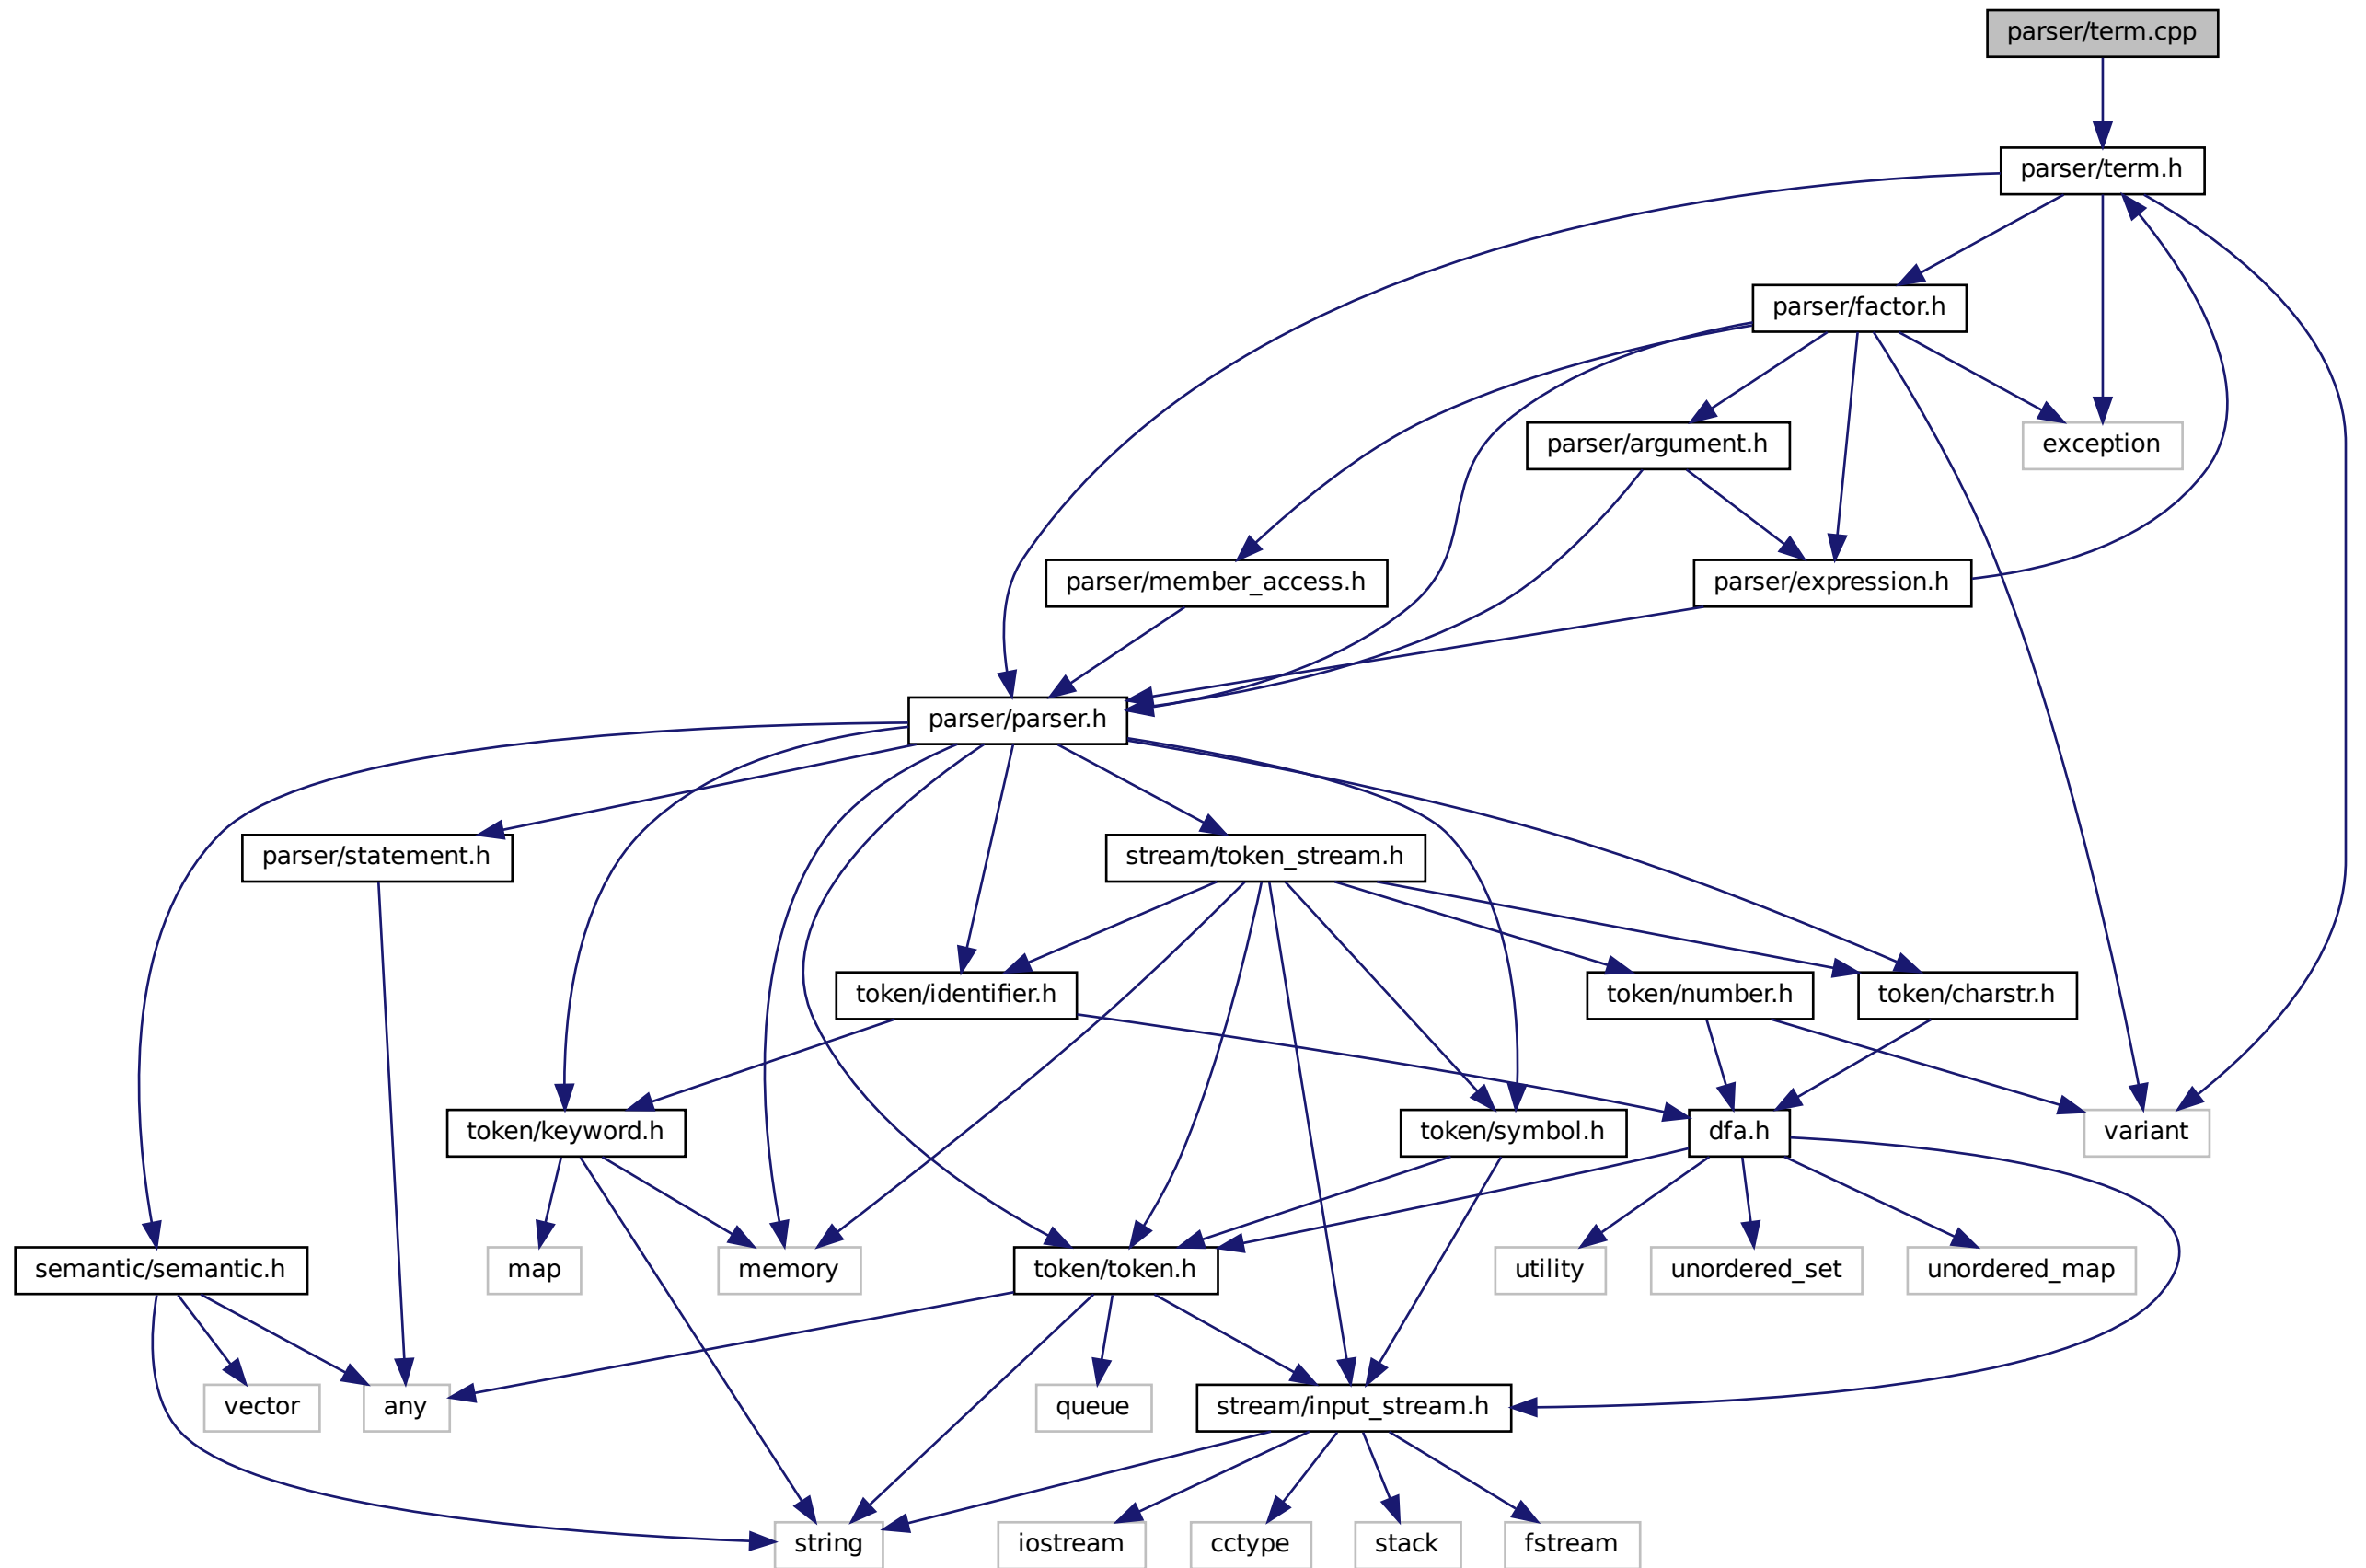 parser/term.cpp
parser/term.h
parser/factor.h
parser/argument.h
exception
parser/member_access.h
parser/expression.h
parser/parser.h
parser/statement.h
stream/token_stream.h
token/identifier.h
token/number.h
token/charstr.h
token/keyword.h
token/symbol.h
dfa.h
variant
semantic/semantic.h
map
memory
token/token.h
utility
unordered_set
unordered_map
vector
any
queue
stream/input_stream.h
string
iostream
cctype
stack
fstream